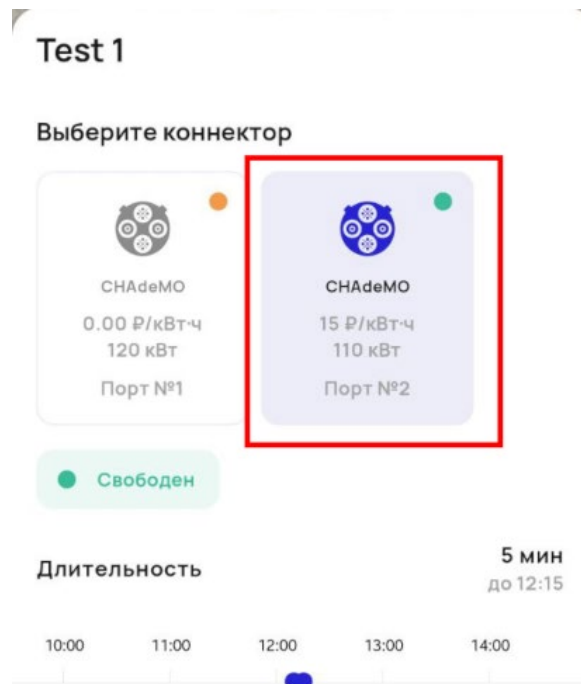 Test 1
Выберите коннектор
CHAdeMO
0.00 ₽/кВт·ч
120 кВт
Порт №1
CHAdeMO
15 ₽/кВт·ч
110 кВт
Порт №2
Свободен
Длительность
5 мин
до 12:15
10:00 11:00 12:00 13:00 14:00